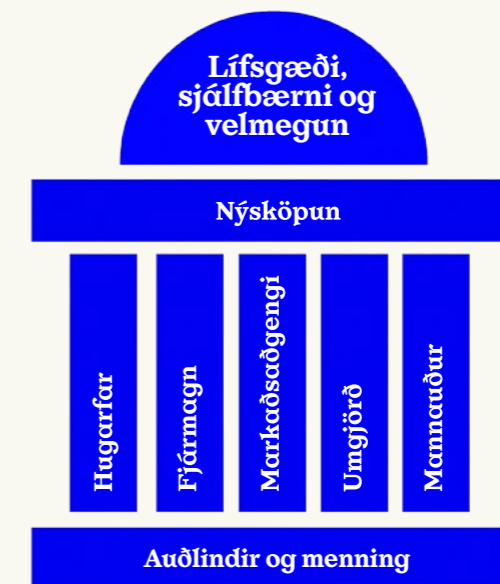 Lífsgæði,
sjálfbærni og
velmegun
Nýsköpun
Hugarfar
Fjármagn
Markaðsaðgengi
Umgjörð
Mannauður
Auðlindir og menning